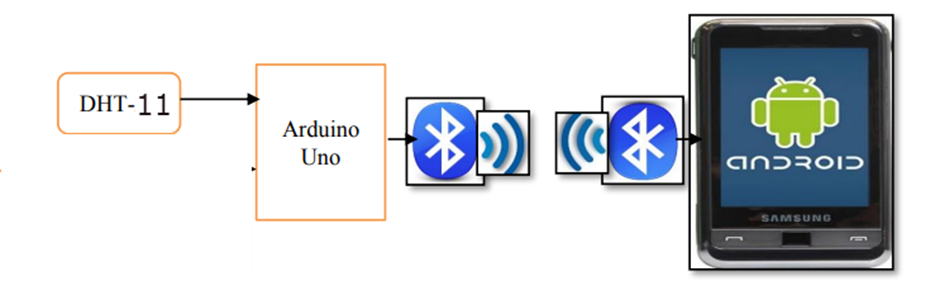 DHT-11
Arduino
Uno
ANDROID
SAMSUNG